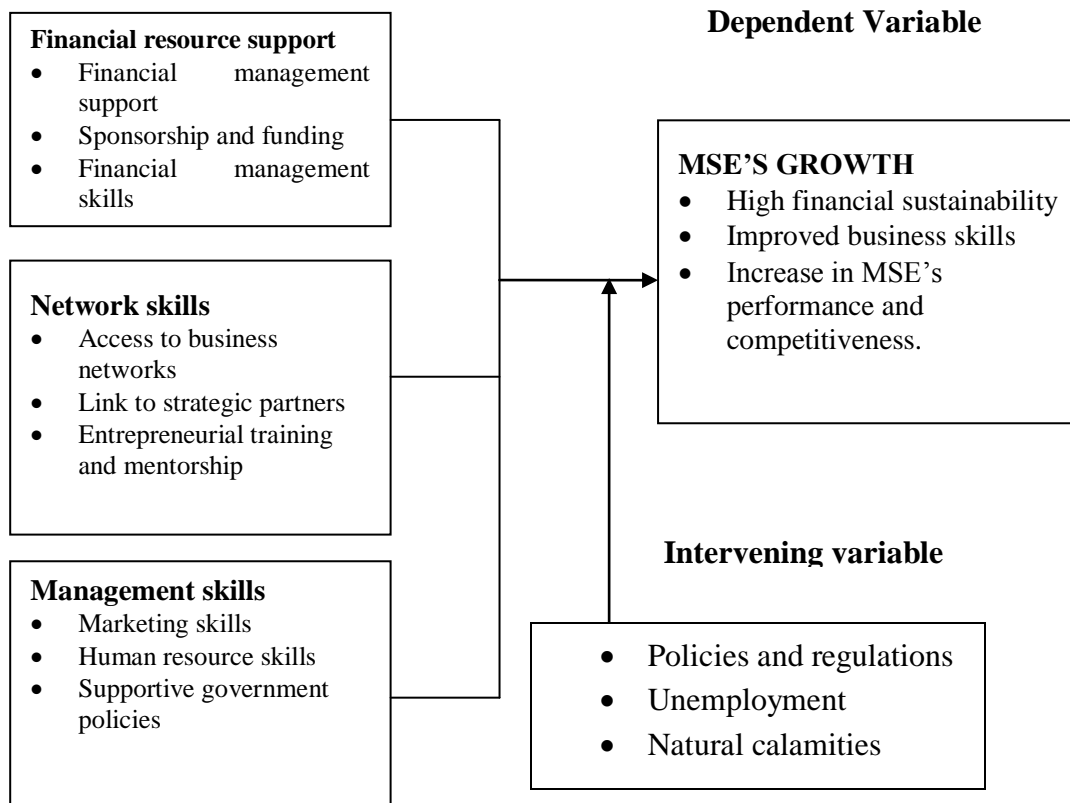 Dependent Variable
Financial resource support
• Financial management
support
• Sponsorship and funding
• Financial management
skills
MSE’S GROWTH
• High financial sustainability
• Improved business skills
• Increase in MSE’s
performance and
competitiveness.
Network skills
• Access to business
networks
• Link to strategic partners
• Entrepreneurial training
and mentorship
Intervening variable
Management skills
• Marketing skills
• Human resource skills
• Supportive government
policies
• Policies and regulations
• Unemployment
• Natural calamities